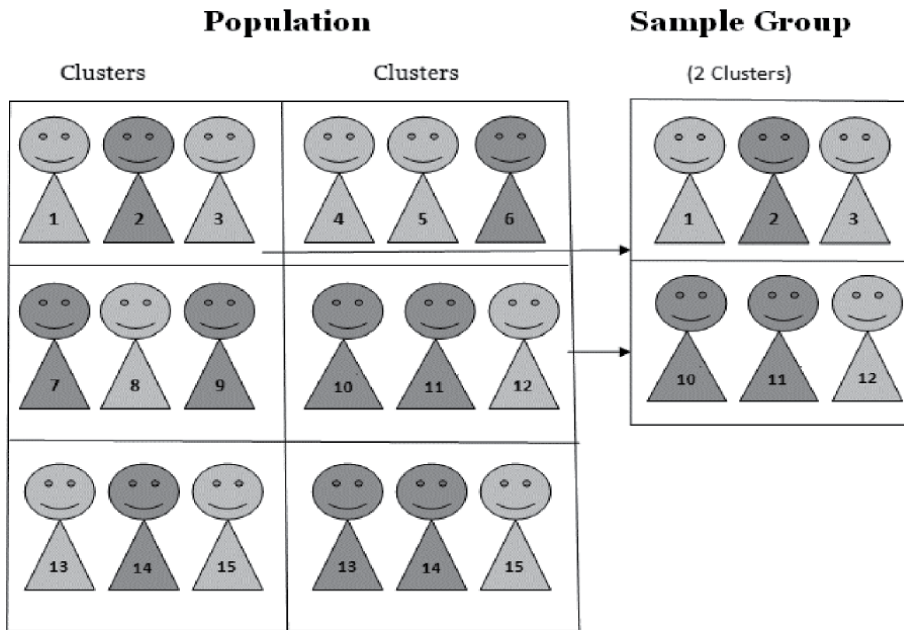 Population
Sample Group
Clusters
Clusters
(2 Clusters)
1 2 3
4 5 6
1 2 3
7 8 9
10 11 12
10 11 12
13 14 15
13 14 15